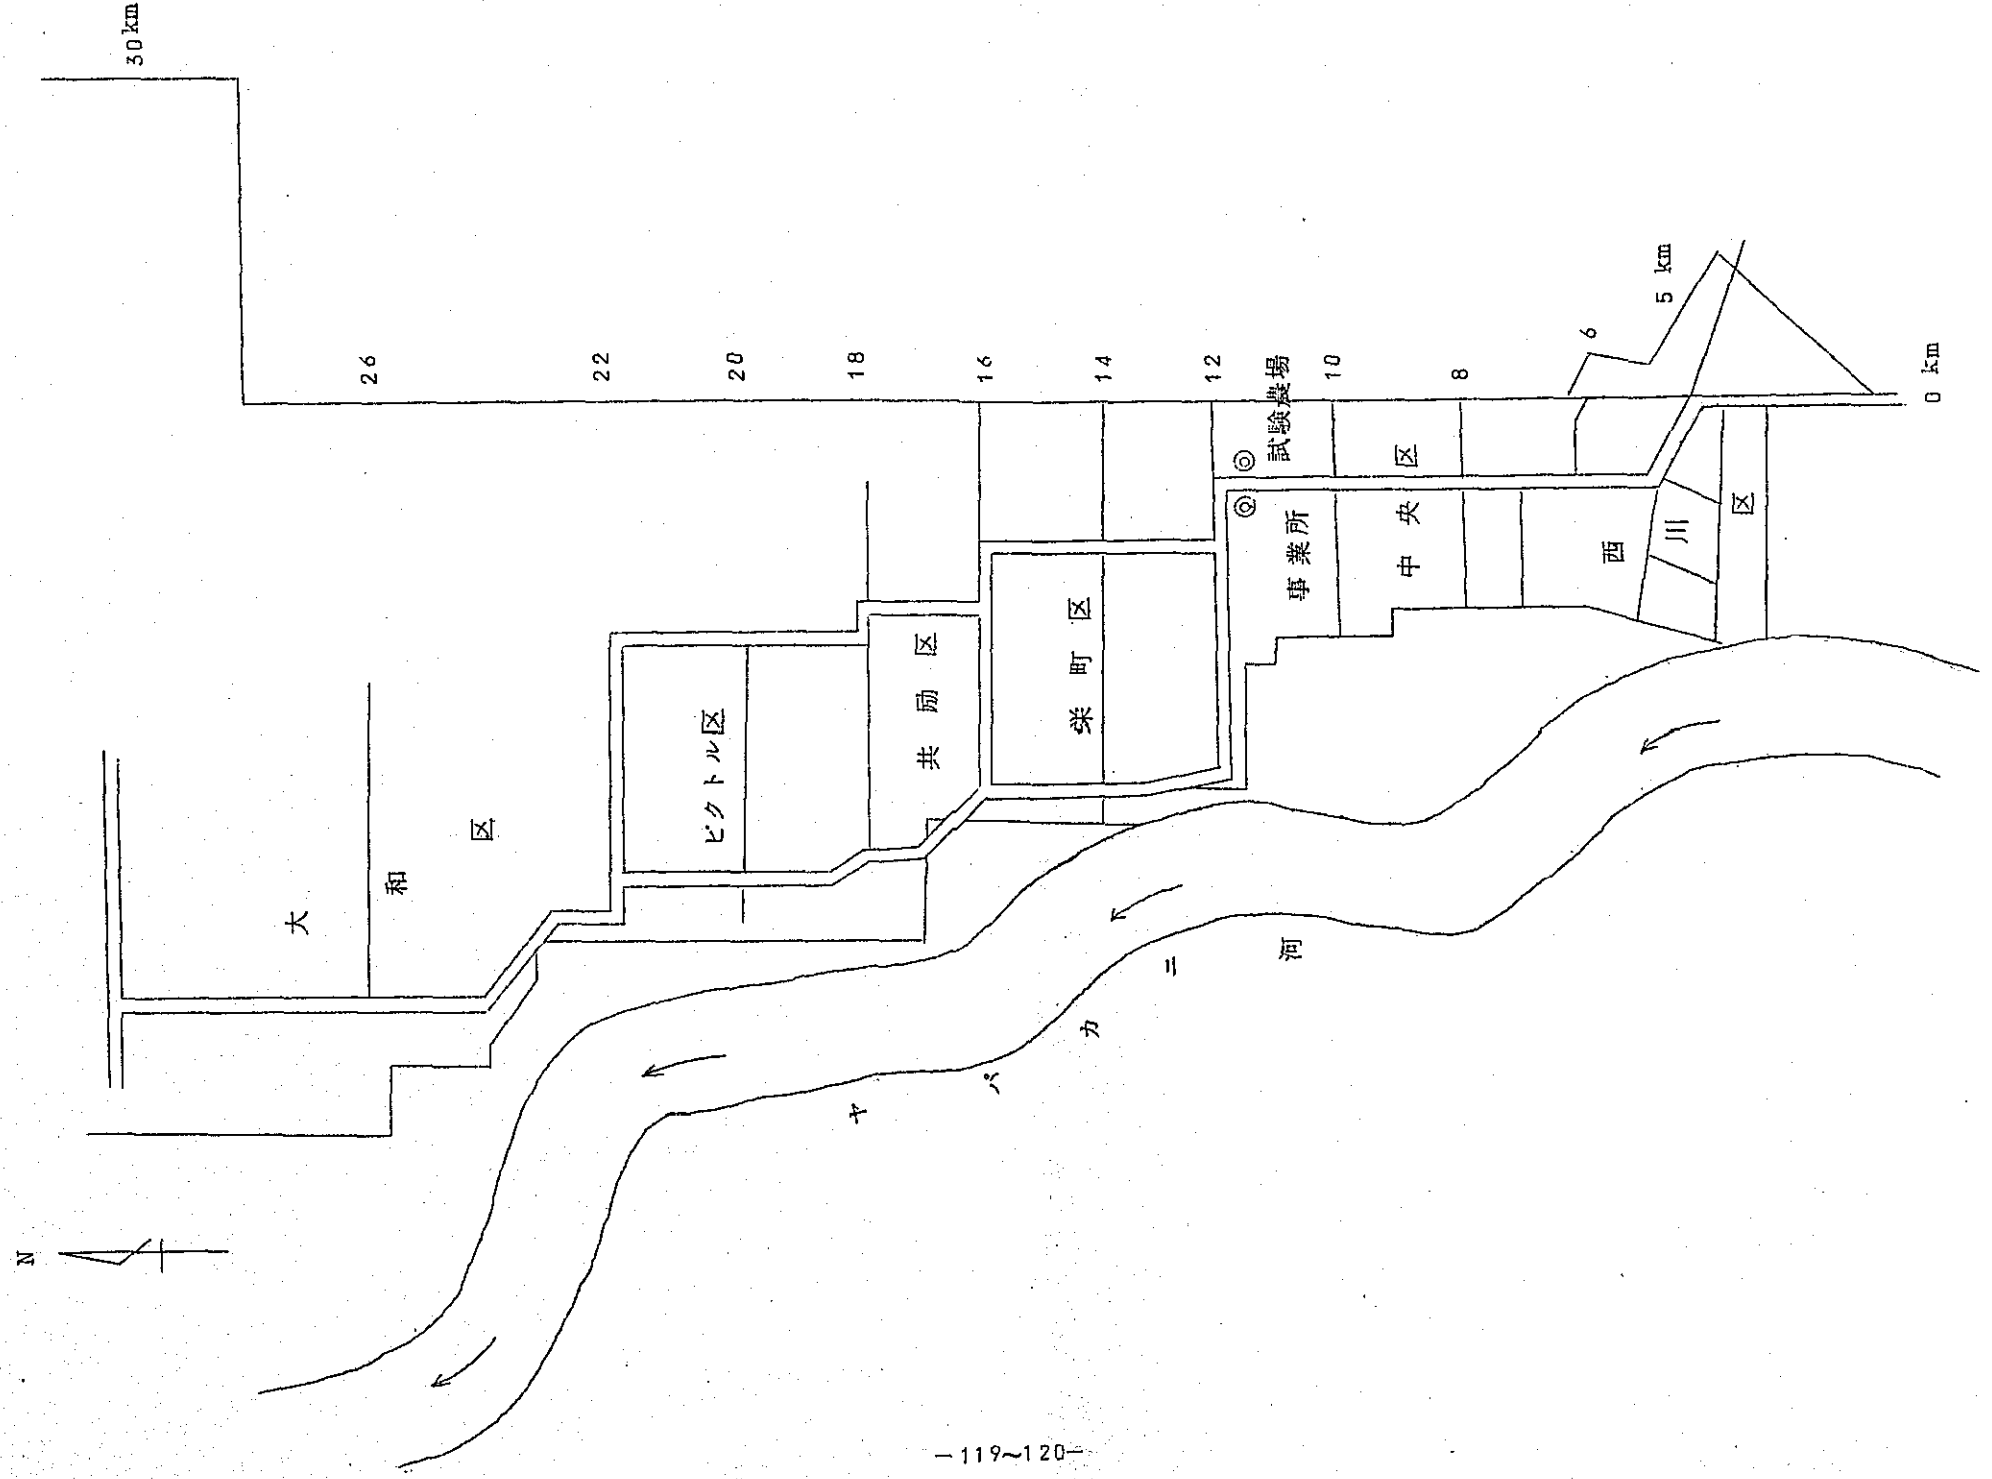 N
30km
26
22
20
18
16
14
12
10
8
6
5 km
0 km
大和区
ビクトル区
共励区
栄町区
試験農場
事業所
中央区
西川区
ヤパカニ河
—119~120—